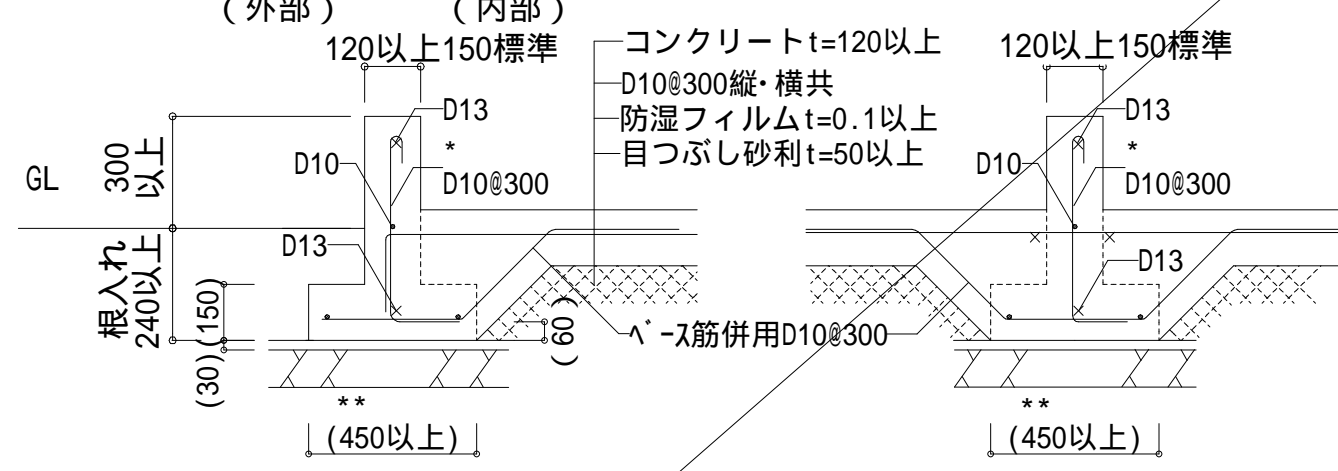 （外部）
（内部）
120以上150標準
コンクリートt=120以上
D10@300縦・横共
防湿フィルムt=0.1以上
目つぶし砂利t=50以上
120以上150標準
D13
*
D10@300
D10
D13
GL
300
以上
根入れ
240以上
(150)
(30)
(60)
ベース筋併用D10@300
**
(450以上)
D13
*
D10@300
D10
D13
**
(450以上)